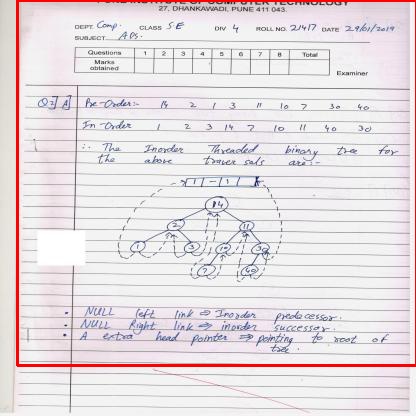 PUNE INSTITUTE OF COMPUTER TECHNOLOGY
27, DHANKAWADI, PUNE 411 043.
DEPT. Comp. CLASS S.E DIV 4 ROLL NO. 21417 DATE 29/01/2019
SUBJECT ADS.
Questions 1 2 3 4 5 6 7 8 Total
Marks obtained
Examiner
Q2] A] Pre-Order:- 14 2 1 3 11 10 7 30 40
In-Order 1 2 3 14 7 10 11 40 30
∴ The Inorder Threaded binary tree for
the above traversals are:-
14
2 11
1 3 10 30
7 40
• NULL left link ⇒ Inorder predecessor.
• NULL Right link ⇒ inorder successor.
• A extra head pointer ⇒ pointing to root of
tree.